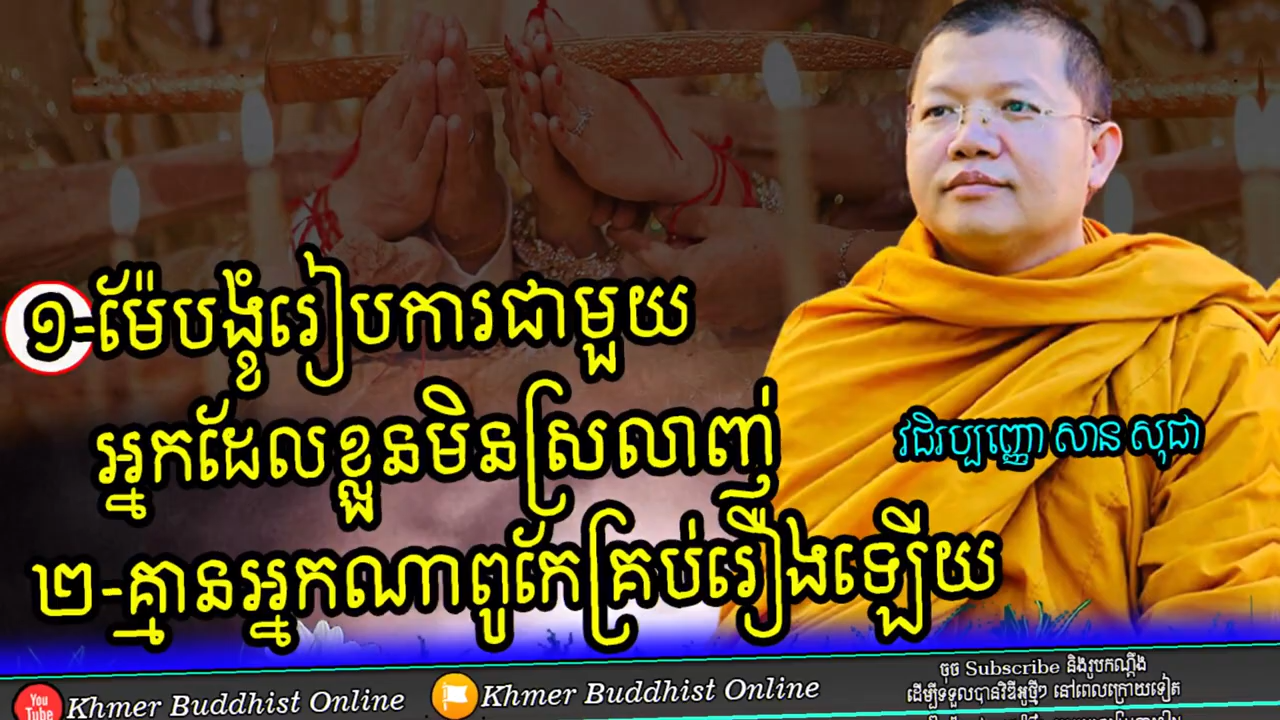 ១-ម៉ែបង្ខំរៀបការជាមួយ
អ្នកដែលខ្លួនមិនស្រលាញ់
វជិរប្បញ្ញោ សាន សុជា
២-គ្មានអ្នកណាពូកែគ្រប់រឿងឡើយ
You
Tube
Khmer Buddhist Online
Khmer Buddhist Online
ចុច Subscribe និងរូបកណ្ដឹង
ដើម្បីទទួលបានវិឌីអូថ្មីៗ នៅពេលក្រោយទៀត